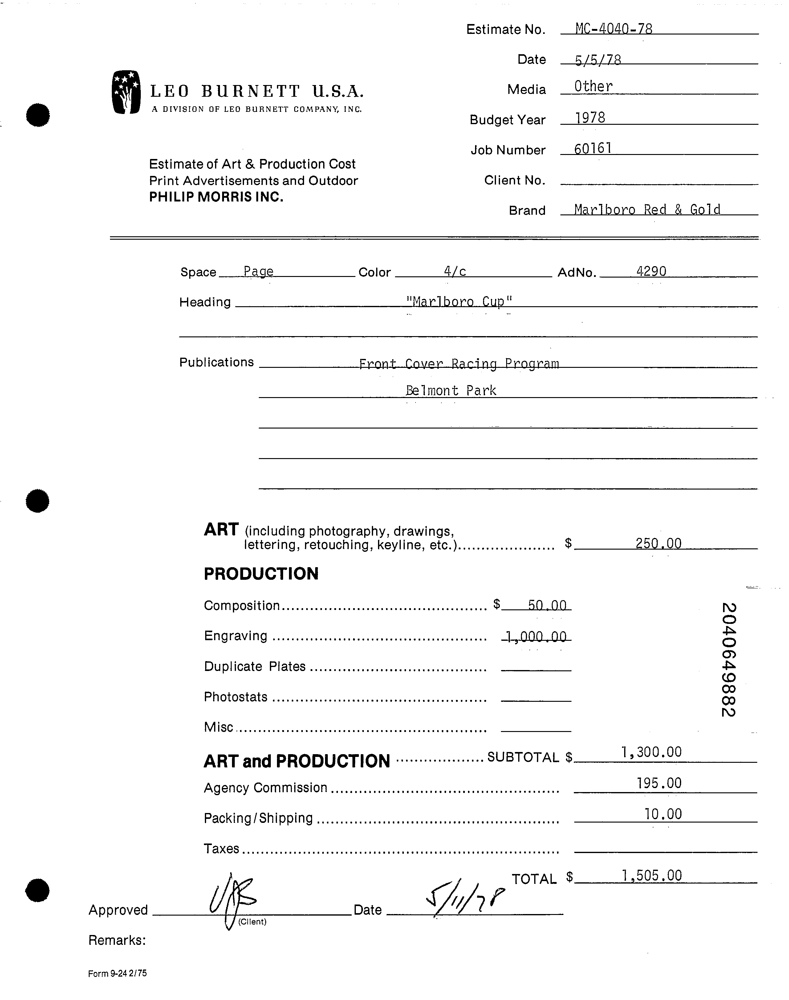 Estimate No. MC-4040-78
Date 5/5/78
Media Other
Budget Year 1978
Job Number 60161
Client No.
Brand Marlboro Red & Gold
LEO BURNETT U.S.A.
A DIVISION OF LEO BURNETT COMPANY, INC.
Estimate of Art & Production Cost
Print Advertisements and Outdoor
PHILIP MORRIS INC.
Space Page Color 4/c AdNo. 4290
Heading "Marlboro Cup"
Publications Front Cover Racing Program
Belmont Park
ART (including photography, drawings,
lettering, retouching, keyline, etc.)..................... $ 250.00
PRODUCTION
Composition............................................ $ 50.00
Engraving .............................................. 1,000.00
Duplicate Plates ......................................
Photostats ..............................................
Misc......................................................
ART and PRODUCTION ................... SUBTOTAL $ 1,300.00
Agency Commission ................................................. 195.00
Packing/Shipping .................................................... 10.00
Taxes....................................................................
TOTAL $ 1,505.00
Approved Date 5/11/78
(Client)
Remarks:
Form 9-24 2/75
2040649882